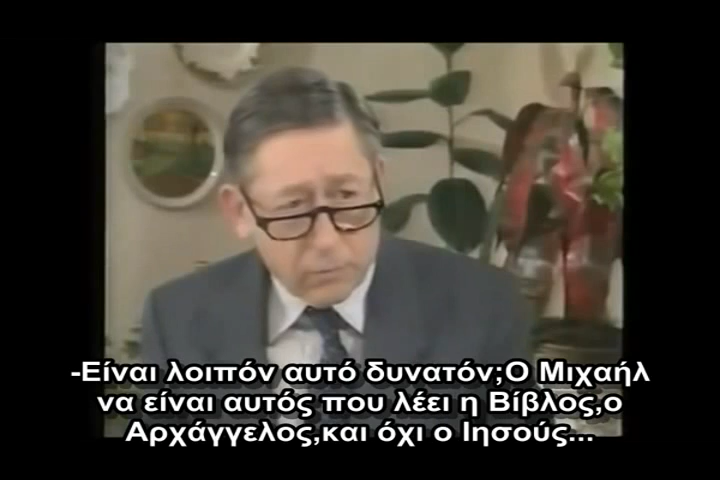 -Είναι λοιπόν αυτό δυνατόν;Ο Μιχαήλ
να είναι αυτός που λέει η Βίβλος,ο
Αρχάγγελος,και όχι ο Ιησούς...